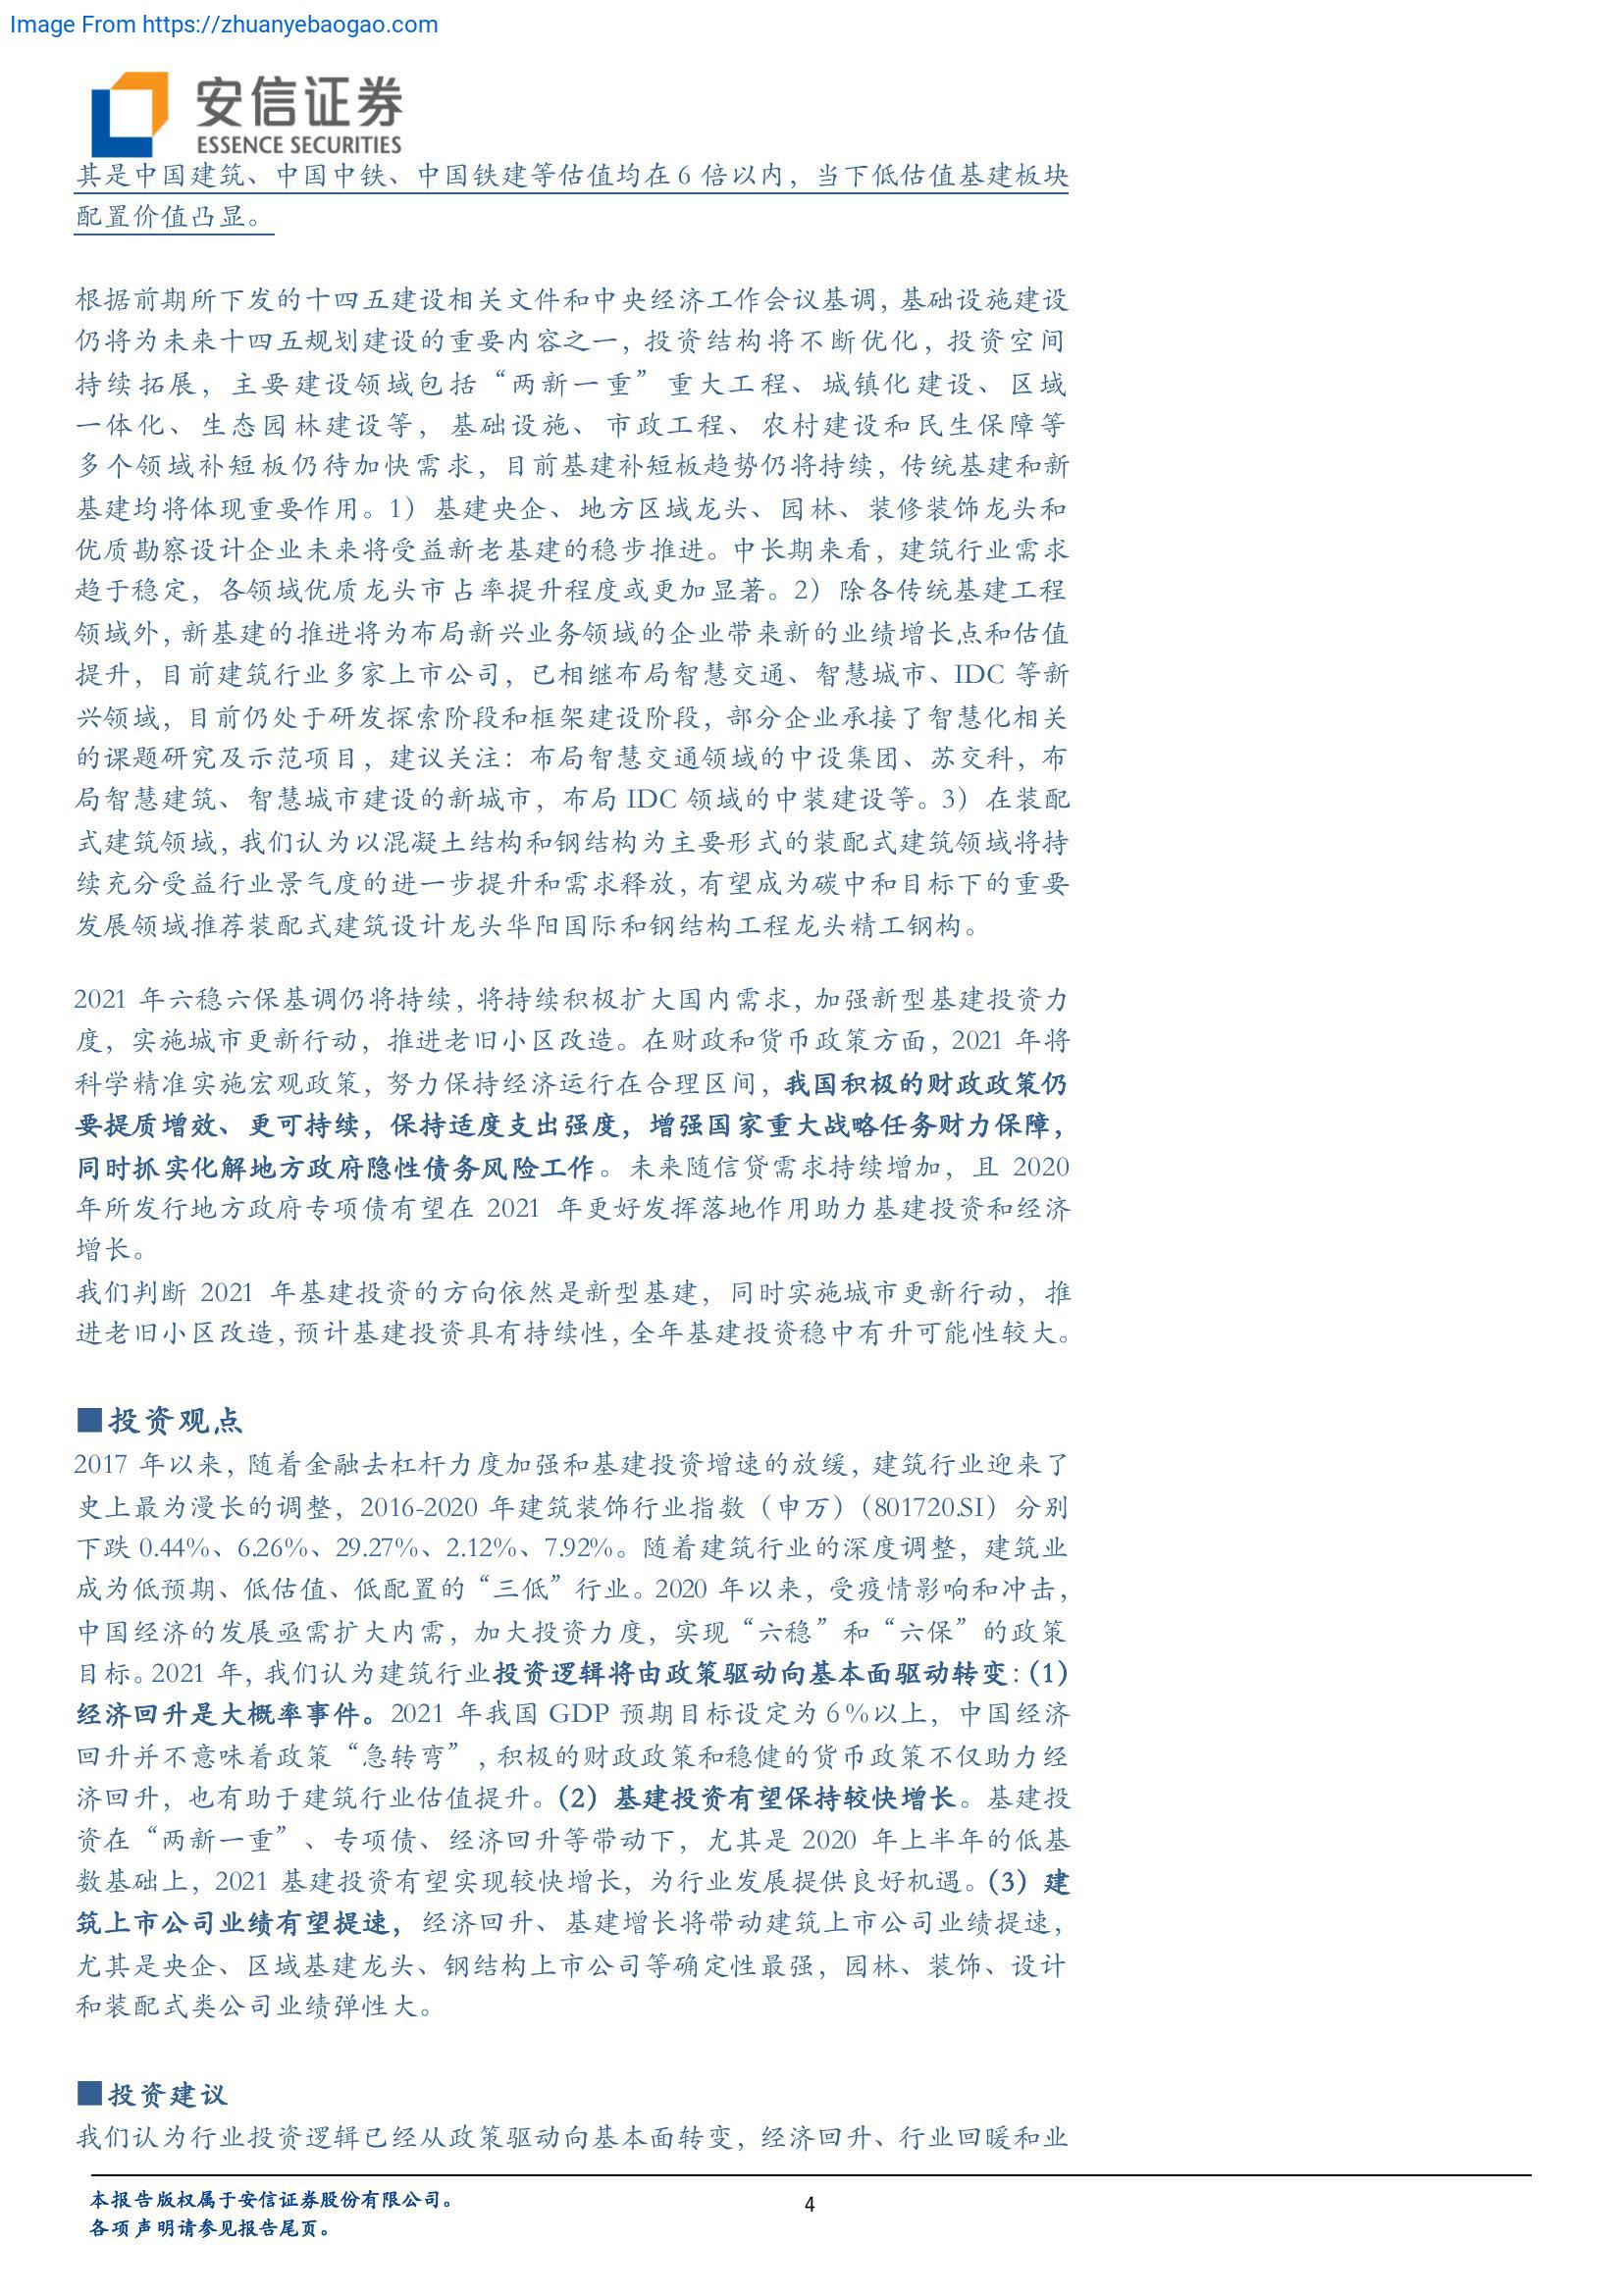 Image From https://zhuanyebaogao.com
安信证券
ESSENCE SECURITIES
其是中国建筑、中国中铁、中国铁建等估值均在 6 倍以内，当下低估值基建板块
配置价值凸显。
根据前期所下发的十四五建设相关文件和中央经济工作会议基调，基础设施建设
仍将为未来十四五规划建设的重要内容之一，投资结构将不断优化，投资空间
持续拓展，主要建设领域包括“两新一重”重大工程、城镇化建设、区域
一体化、生态园林建设等，基础设施、市政工程、农村建设和民生保障等
多个领域补短板仍待加快需求，目前基建补短板趋势仍将持续，传统基建和新
基建均将体现重要作用。1）基建央企、地方区域龙头、园林、装修装饰龙头和
优质勘察设计企业未来将受益新老基建的稳步推进。中长期来看，建筑行业需求
趋于稳定，各领域优质龙头市占率提升程度或更加显著。2）除各传统基建工程
领域外，新基建的推进将为布局新兴业务领域的企业带来新的业绩增长点和估值
提升，目前建筑行业多家上市公司，已相继布局智慧交通、智慧城市、IDC 等新
兴领域，目前仍处于研发探索阶段和框架建设阶段，部分企业承接了智慧化相关
的课题研究及示范项目，建议关注：布局智慧交通领域的中设集团、苏交科，布
局智慧建筑、智慧城市建设的新城市，布局 IDC 领域的中装建设等。3）在装配
式建筑领域，我们认为以混凝土结构和钢结构为主要形式的装配式建筑领域将持
续充分受益行业景气度的进一步提升和需求释放，有望成为碳中和目标下的重要
发展领域推荐装配式建筑设计龙头华阳国际和钢结构工程龙头精工钢构。
2021 年六稳六保基调仍将持续，将持续积极扩大国内需求，加强新型基建投资力
度，实施城市更新行动，推进老旧小区改造。在财政和货币政策方面，2021 年将
科学精准实施宏观政策，努力保持经济运行在合理区间，我国积极的财政政策仍
要提质增效、更可持续，保持适度支出强度，增强国家重大战略任务财力保障，
同时抓实化解地方政府隐性债务风险工作。未来随信贷需求持续增加，且 2020
年所发行地方政府专项债有望在 2021 年更好发挥落地作用助力基建投资和经济
增长。
我们判断 2021 年基建投资的方向依然是新型基建，同时实施城市更新行动，推
进老旧小区改造，预计基建投资具有持续性，全年基建投资稳中有升可能性较大。
■投资观点
2017 年以来，随着金融去杠杆力度加强和基建投资增速的放缓，建筑行业迎来了
史上最为漫长的调整，2016-2020 年建筑装饰行业指数（申万）（801720.SI）分别
下跌 0.44%、6.26%、29.27%、2.12%、7.92%。随着建筑行业的深度调整，建筑业
成为低预期、低估值、低配置的“三低”行业。2020 年以来，受疫情影响和冲击，
中国经济的发展亟需扩大内需，加大投资力度，实现“六稳”和“六保”的政策
目标。2021 年，我们认为建筑行业投资逻辑将由政策驱动向基本面驱动转变：（1）
经济回升是大概率事件。2021 年我国 GDP 预期目标设定为 6%以上，中国经济
回升并不意味着政策“急转弯”，积极的财政政策和稳健的货币政策不仅助力经
济回升，也有助于建筑行业估值提升。（2）基建投资有望保持较快增长。基建投
资在“两新一重”、专项债、经济回升等带动下，尤其是 2020 年上半年的低基
数基础上，2021 基建投资有望实现较快增长，为行业发展提供良好机遇。（3）建
筑上市公司业绩有望提速，经济回升、基建增长将带动建筑上市公司业绩提速，
尤其是央企、区域基建龙头、钢结构上市公司等确定性最强，园林、装饰、设计
和装配式类公司业绩弹性大。
■投资建议
我们认为行业投资逻辑已经从政策驱动向基本面转变，经济回升、行业回暖和业
本报告版权属于安信证券股份有限公司。
4
各项声明请参见报告尾页。